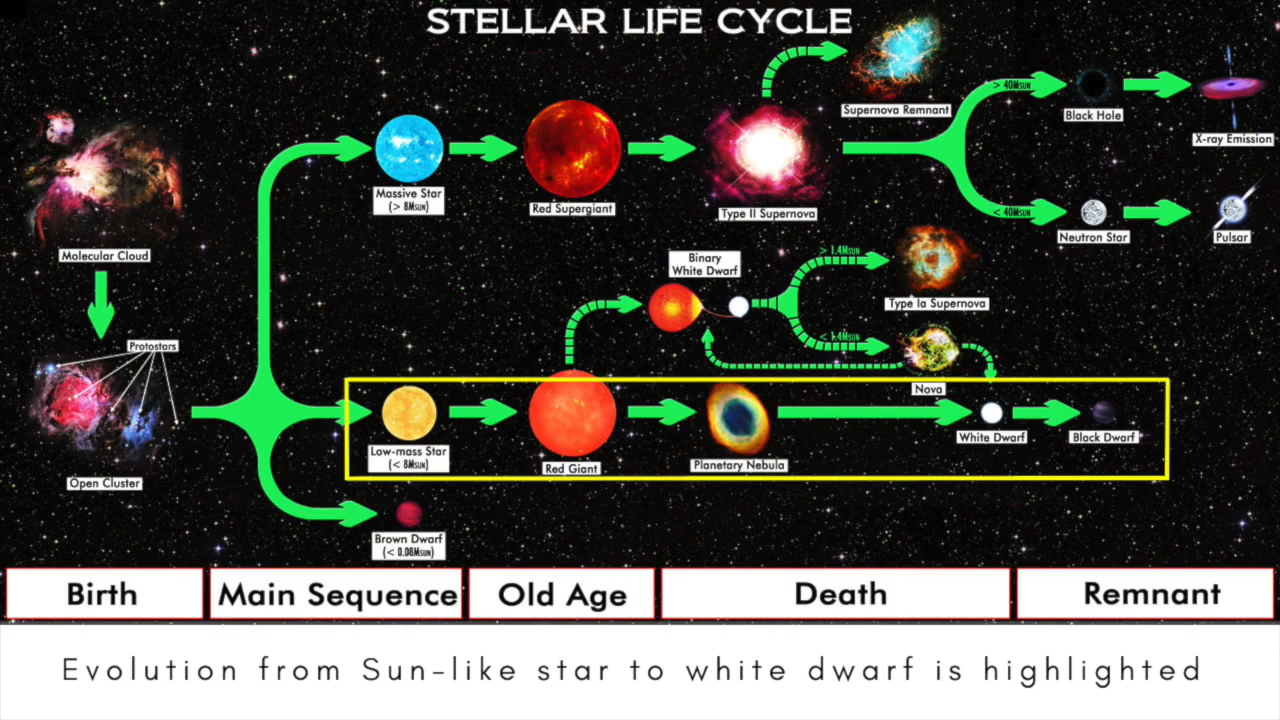 STELLAR LIFE CYCLE
Supernova Remnant
> 40MSUN
Black Hole
X-ray Emission
Massive Star
(> 8MSUN)
Red Supergiant
Type II Supernova
< 40MSUN
Neutron Star
Pulsar
Molecular Cloud
Binary
White Dwarf
> 1.4MSUN
Type Ia Supernova
< 1.4MSUN
Nova
Protostars
Open Cluster
Low-mass Star
(< 8MSUN)
Red Giant
Planetary Nebula
White Dwarf
Black Dwarf
Brown Dwarf
(< 0.08MSUN)
Birth
Main Sequence
Old Age
Death
Remnant
Evolution from Sun-like star to white dwarf is highlighted